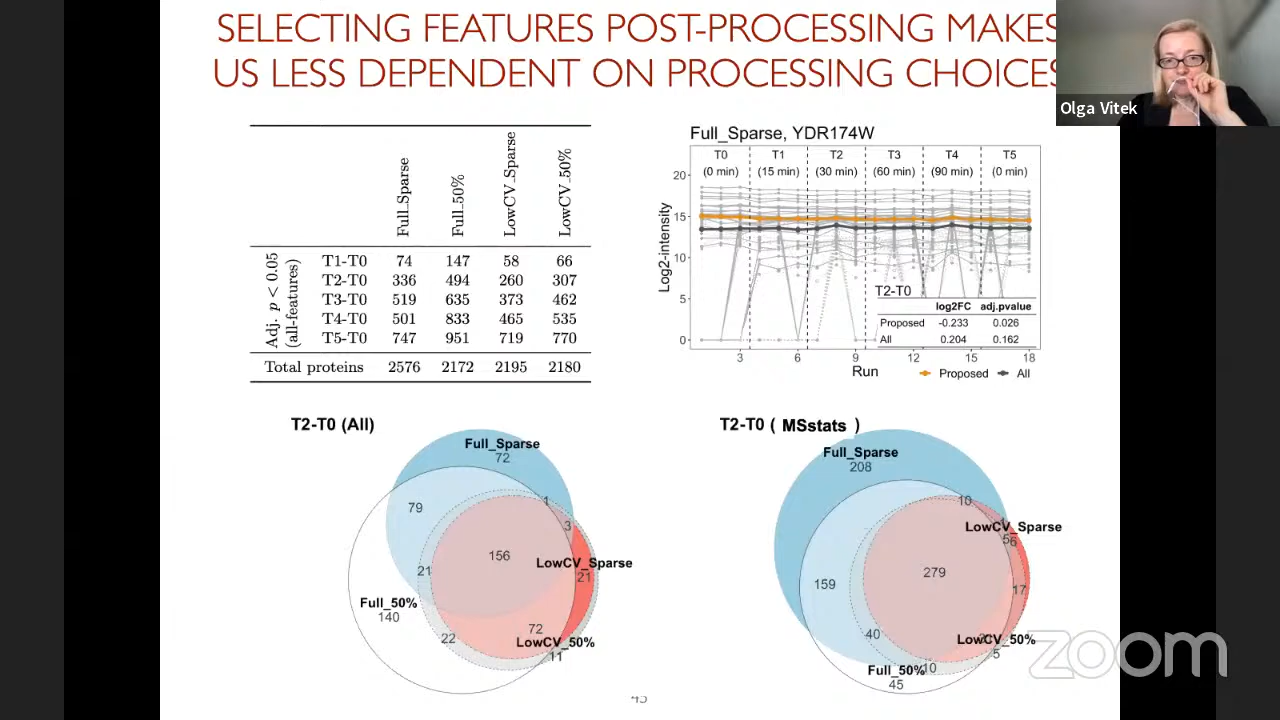 SELECTING FEATURES POST-PROCESSING MAKES
US LESS DEPENDENT ON PROCESSING CHOICES
Olga Vitek
Full_Sparse
Full_50%
LowCV_Sparse
LowCV_50%
Adj. p < 0.05
(all-features)
T1-T0 74 147 58 66
T2-T0 336 494 260 307
T3-T0 519 635 373 462
T4-T0 501 833 465 535
T5-T0 747 951 719 770
Total proteins 2576 2172 2195 2180
Full_Sparse, YDR174W
T0 T1 T2 T3 T4 T5
(0 min) (15 min) (30 min) (60 min) (90 min) (0 min)
Log2-intensity
20
15
10
5
0
T2-T0
log2FC adj.pvalue
Proposed -0.233 0.026
All 0.204 0.162
3 6 9 12 15 18
Run
Proposed All
T2-T0 (All)
Full_Sparse
72
79
1
3
156
LowCV_Sparse
21
21
Full_50%
140
72
22
LowCV_50%
11
T2-T0 ( MSstats )
Full_Sparse
208
10
LowCV_Sparse
279
159
17
40
LowCV_50%
5
Full_50%
10
45
zoom